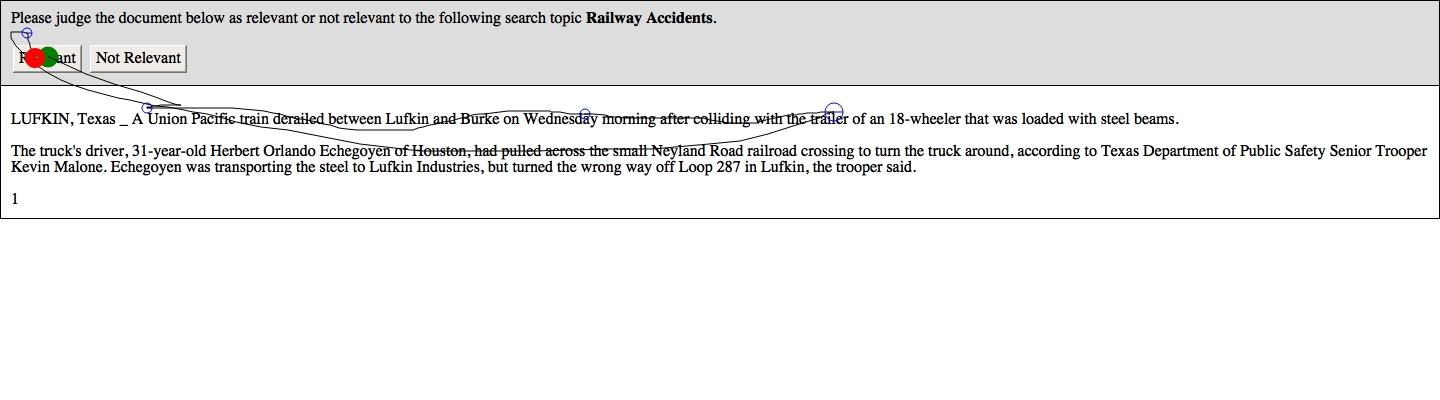 Please judge the document below as relevant or not relevant to the following search topic Railway Accidents.
Not Relevant
LUFKIN, Texas _ A Union Pacific train derailed between Lufkin and Burke on Wednesday morning after colliding with the trailer of an 18-wheeler that was loaded with steel beams.
The truck's driver, 31-year-old Herbert Orlando Echegoyen of Houston, had pulled across the small Neyland Road railroad crossing to turn the truck around, according to Texas Department of Public Safety Senior Trooper
Kevin Malone. Echegoyen was transporting the steel to Lufkin Industries, but turned the wrong way off Loop 287 in Lufkin, the trooper said.
1